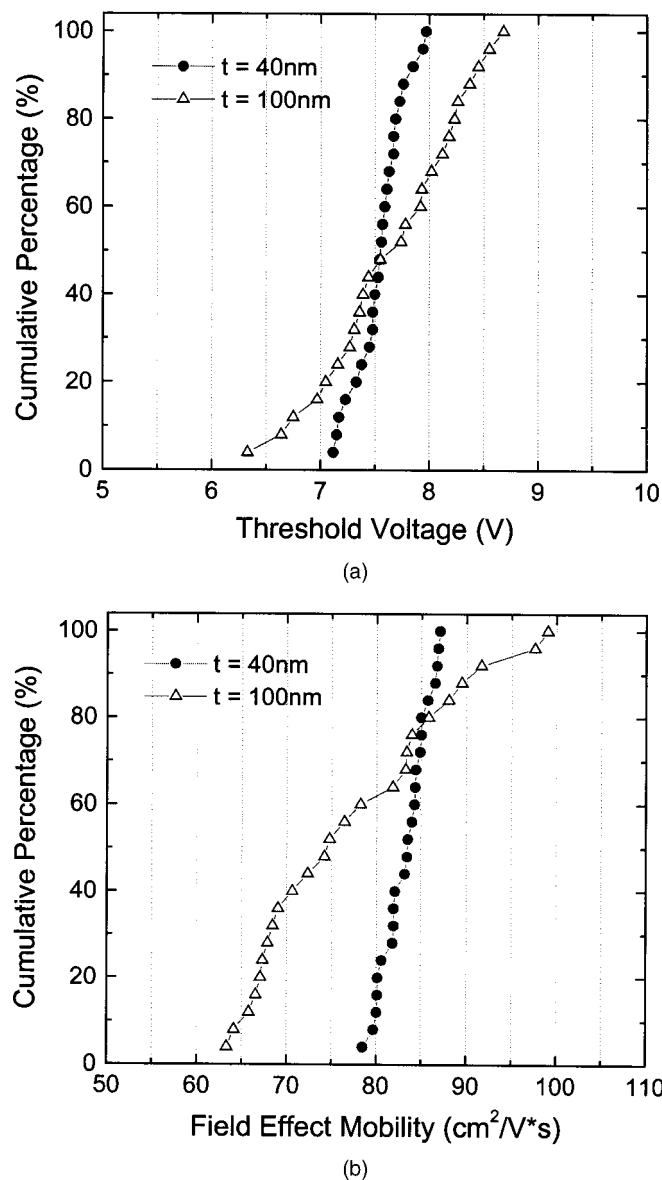 100
80
60
40
20
0
Cumulative Percentage (%)
t = 40nm
t = 100nm
5 6 7 8 9 10
Threshold Voltage (V)
(a)
100
80
60
40
20
0
Cumulative Percentage (%)
t = 40nm
t = 100nm
50 60 70 80 90 100 110
Field Effect Mobility (cm²/V*s)
(b)